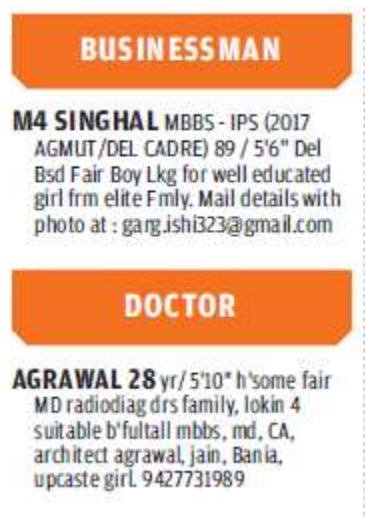 BUSINESSMAN
M4 SINGHAL MBBS - IPS (2017
AGMUT/DEL CADRE) 89 / 5'6" Del
Bsd Fair Boy Lkg for well educated
girl frm elite Fmly. Mail details with
photo at : garg.ishi323@gmail.com
DOCTOR
AGRAWAL 28 yr/ 5'10" h'some fair
MD radiodiag drs family, lokin 4
suitable b'fultall mbbs, md, CA,
architect agrawal, jain, Bania,
upcaste girl. 9427731989